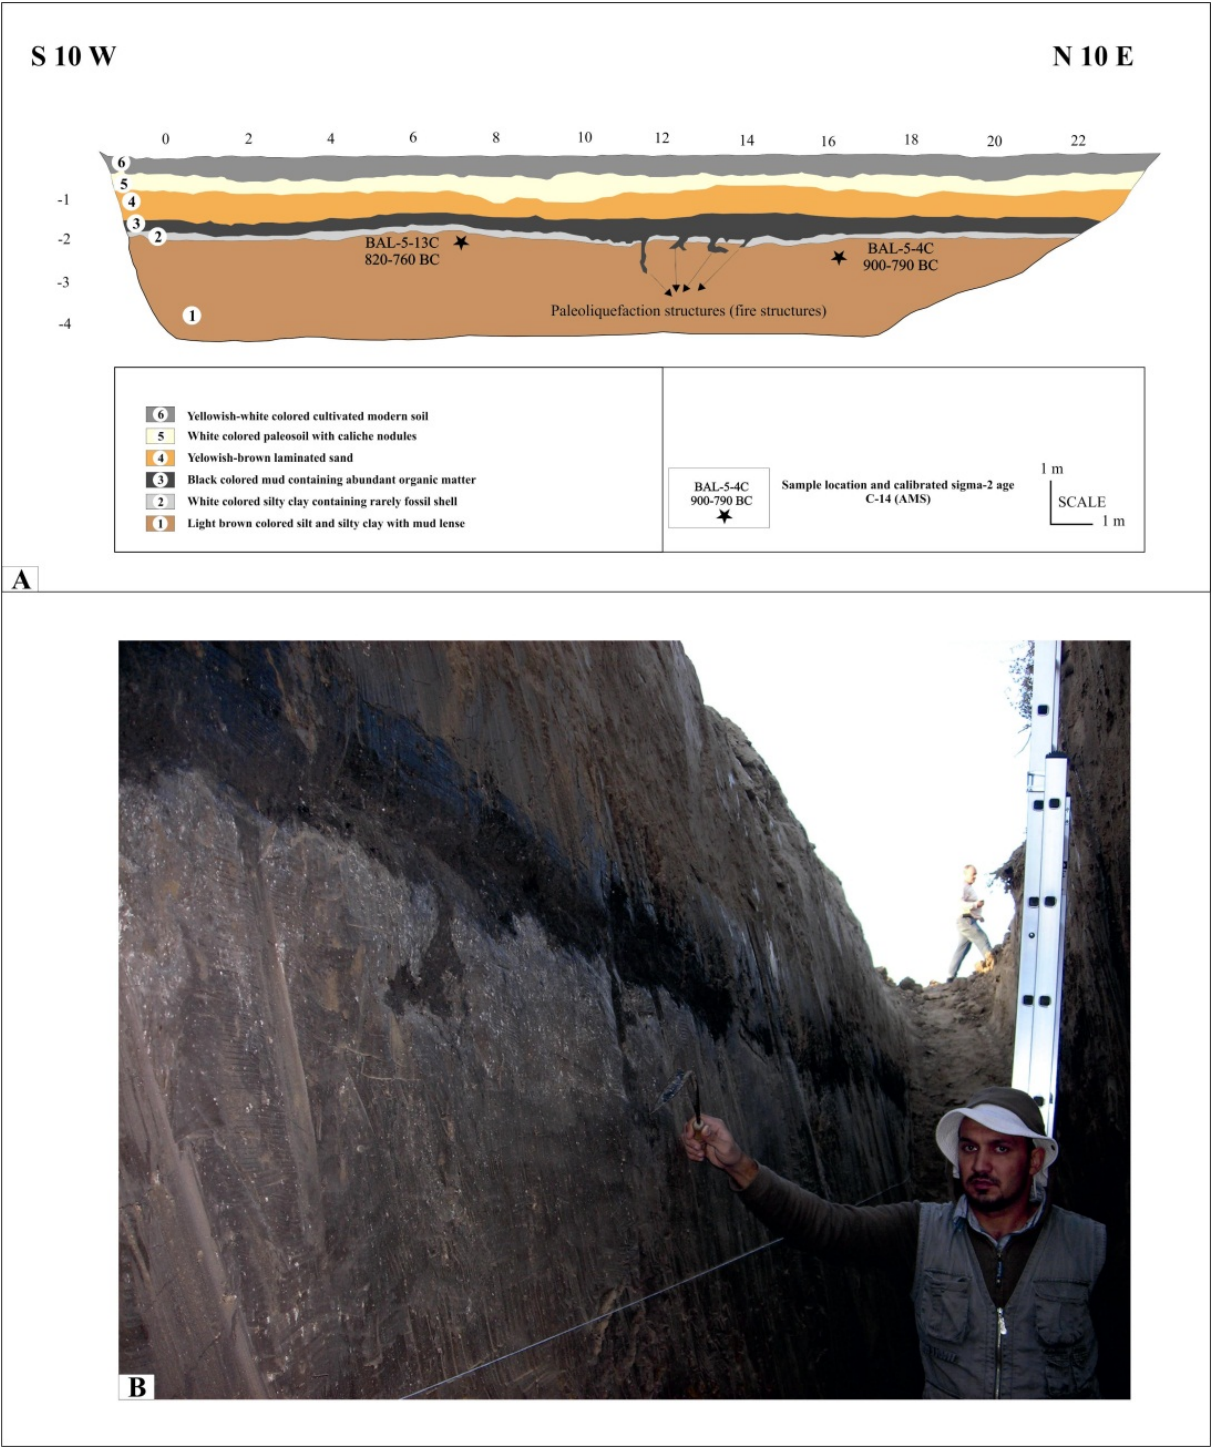 S 10 W
N 10 E
0 2 4 6 8 10 12 14 16 18 20 22
6
5
4
3
2
1
-1
-2
-3
-4
BAL-5-13C
820-760 BC
BAL-5-4C
900-790 BC
Paleoliquefaction structures (fire structures)
6 Yellowish-white colored cultivated modern soil
5 White colored paleosoil with caliche nodules
4 Yelowish-brown laminated sand
3 Black colored mud containing abundant organic matter
2 White colored silty clay containing rarely fossil shell
1 Light brown colored silt and silty clay with mud lense
BAL-5-4C
900-790 BC
Sample location and calibrated sigma-2 age
C-14 (AMS)
1 m
SCALE
1 m
A
B